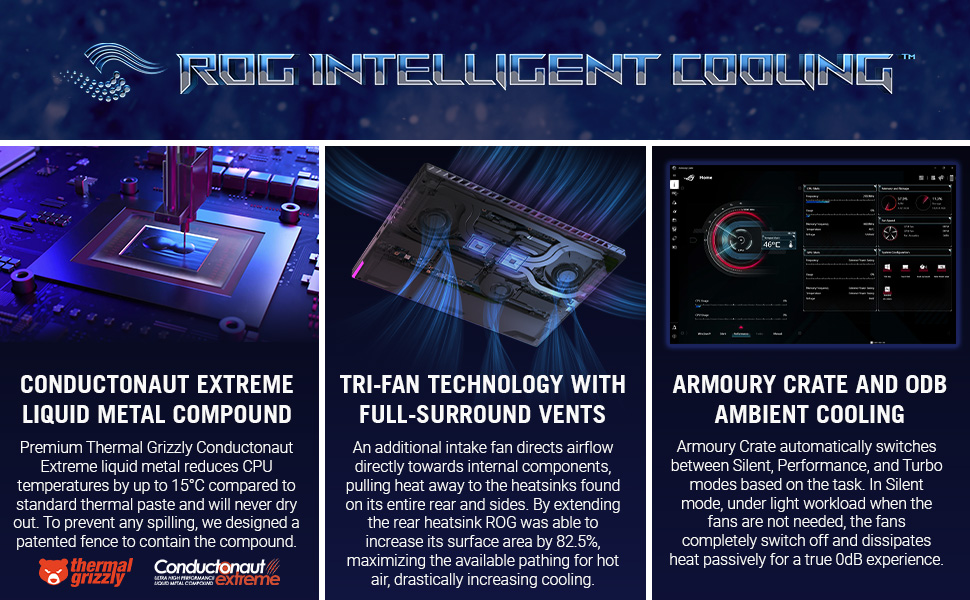 ROG INTELLIGENT COOLING™
CONDUCTONAUT EXTREME
LIQUID METAL COMPOUND
Premium Thermal Grizzly Conductonaut
Extreme liquid metal reduces CPU
temperatures by up to 15°C compared to
standard thermal paste and will never dry
out. To prevent any spilling, we designed a
patented fence to contain the compound.
thermal
grizzly
Conductonaut
ULTRA HIGH PERFORMANCE
LIQUID METAL COMPOUND
extreme
TRI-FAN TECHNOLOGY WITH
FULL-SURROUND VENTS
An additional intake fan directs airflow
directly towards internal components,
pulling heat away to the heatsinks found
on its entire rear and sides. By extending
the rear heatsink ROG was able to
increase its surface area by 82.5%,
maximizing the available pathing for hot
air, drastically increasing cooling.
Home
46°C
ARMOURY CRATE AND 0DB
AMBIENT COOLING
Armoury Crate automatically switches
between Silent, Performance, and Turbo
modes based on the task. In Silent
mode, under light workload when the
fans are not needed, the fans
completely switch off and dissipates
heat passively for a true 0dB experience.